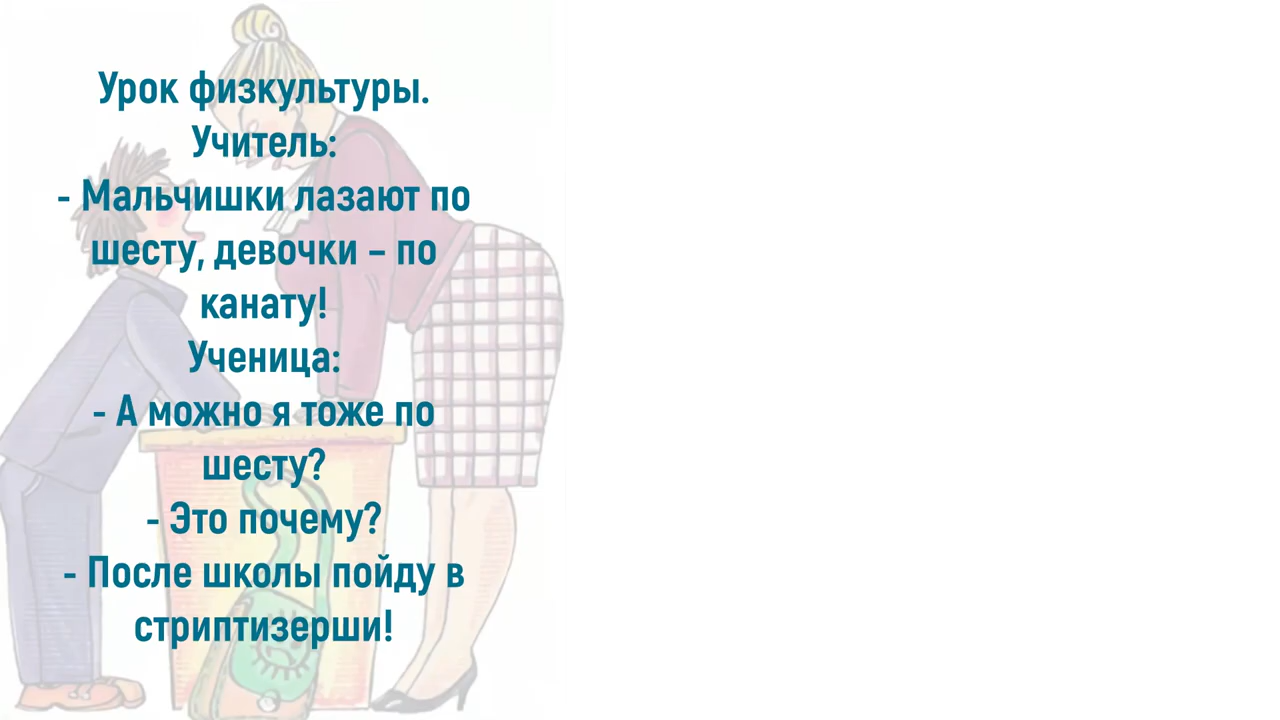 Урок физкультуры.
Учитель:
- Мальчишки лазают по
шесту, девочки – по
канату!
Ученица:
- А можно я тоже по
шесту?
- Это почему?
- После школы пойду в
стриптизерши!